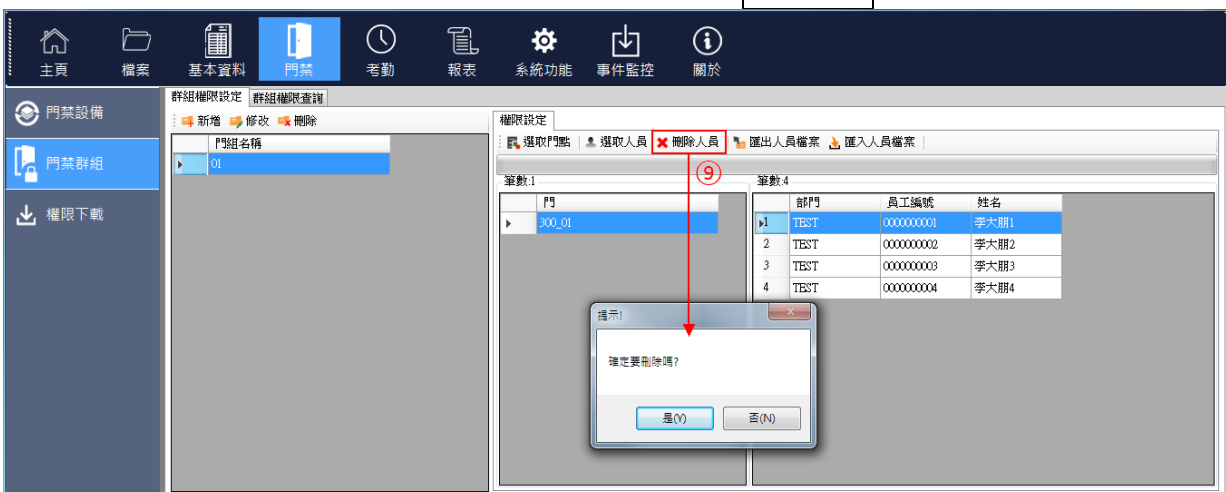 主頁 檔案 基本資料 門禁 考勤 報表 系統功能 事件監控 關於
門禁設備
門禁群組
權限下載
群組權限設定 群組權限查詢
新增 修改 刪除
門組名稱
01
權限設定
選取門點 選取人員 刪除人員 匯出人員檔案 匯入人員檔案
⑨
筆數:1
門
300_01
筆數:4
部門 員工編號 姓名
1 TEST 0000000001 李大朋1
2 TEST 0000000002 李大朋2
3 TEST 0000000003 李大朋3
4 TEST 0000000004 李大朋4
提示!
確定要刪除嗎?
是(Y) 否(N)